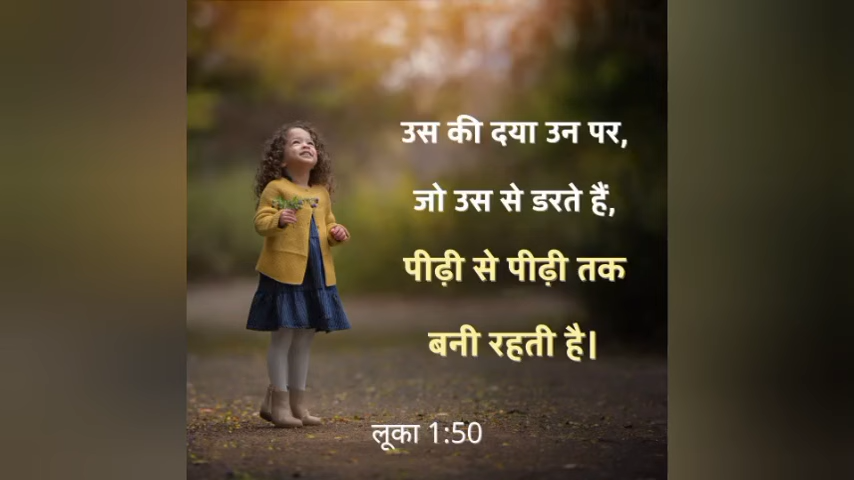 उस की दया उन पर,
जो उस से डरते हैं,
पीढ़ी से पीढ़ी तक
बनी रहती है।
लूका 1:50